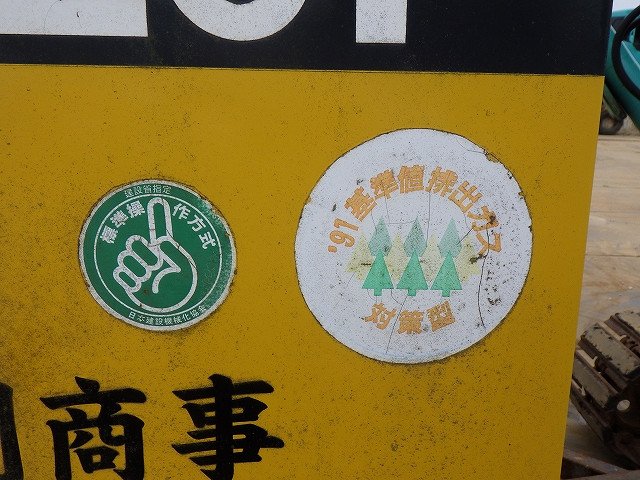 建設省指定
標準操作方式
日本建設機械化協会
'91基準値排出ガス
対策型
商事